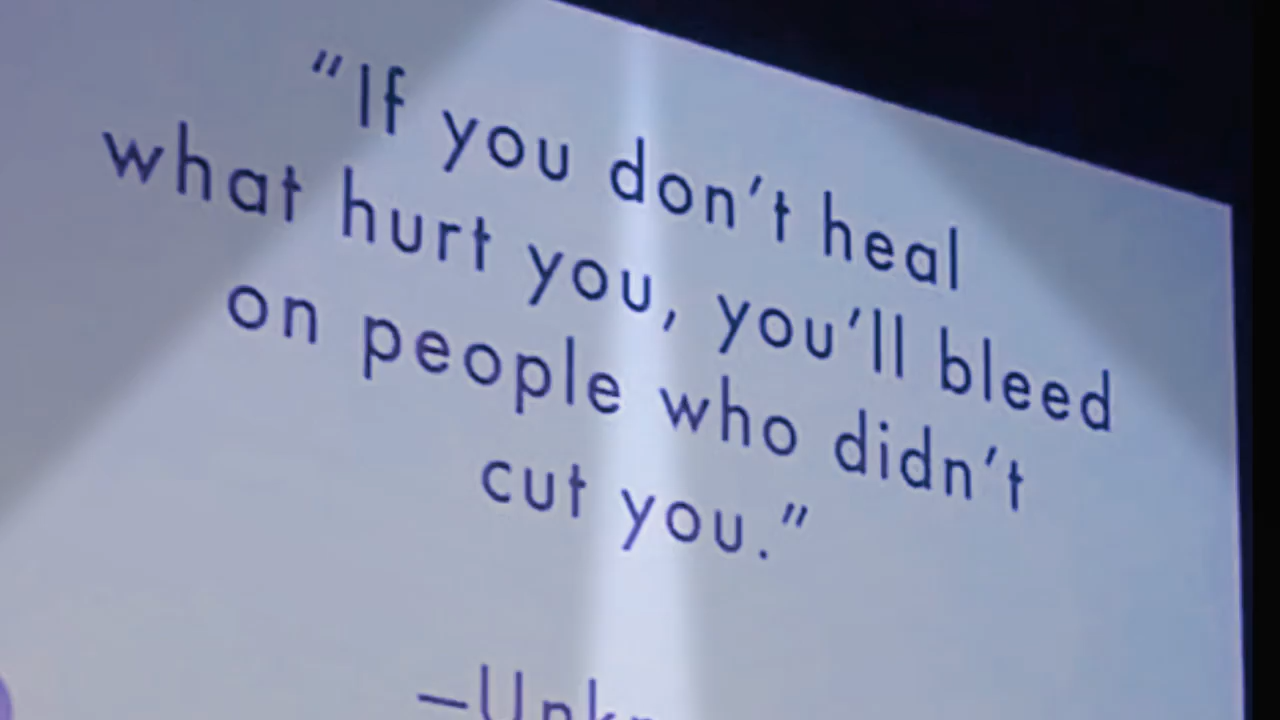 “If you don’t heal
what hurt you, you’ll bleed
on people who didn’t
cut you.”